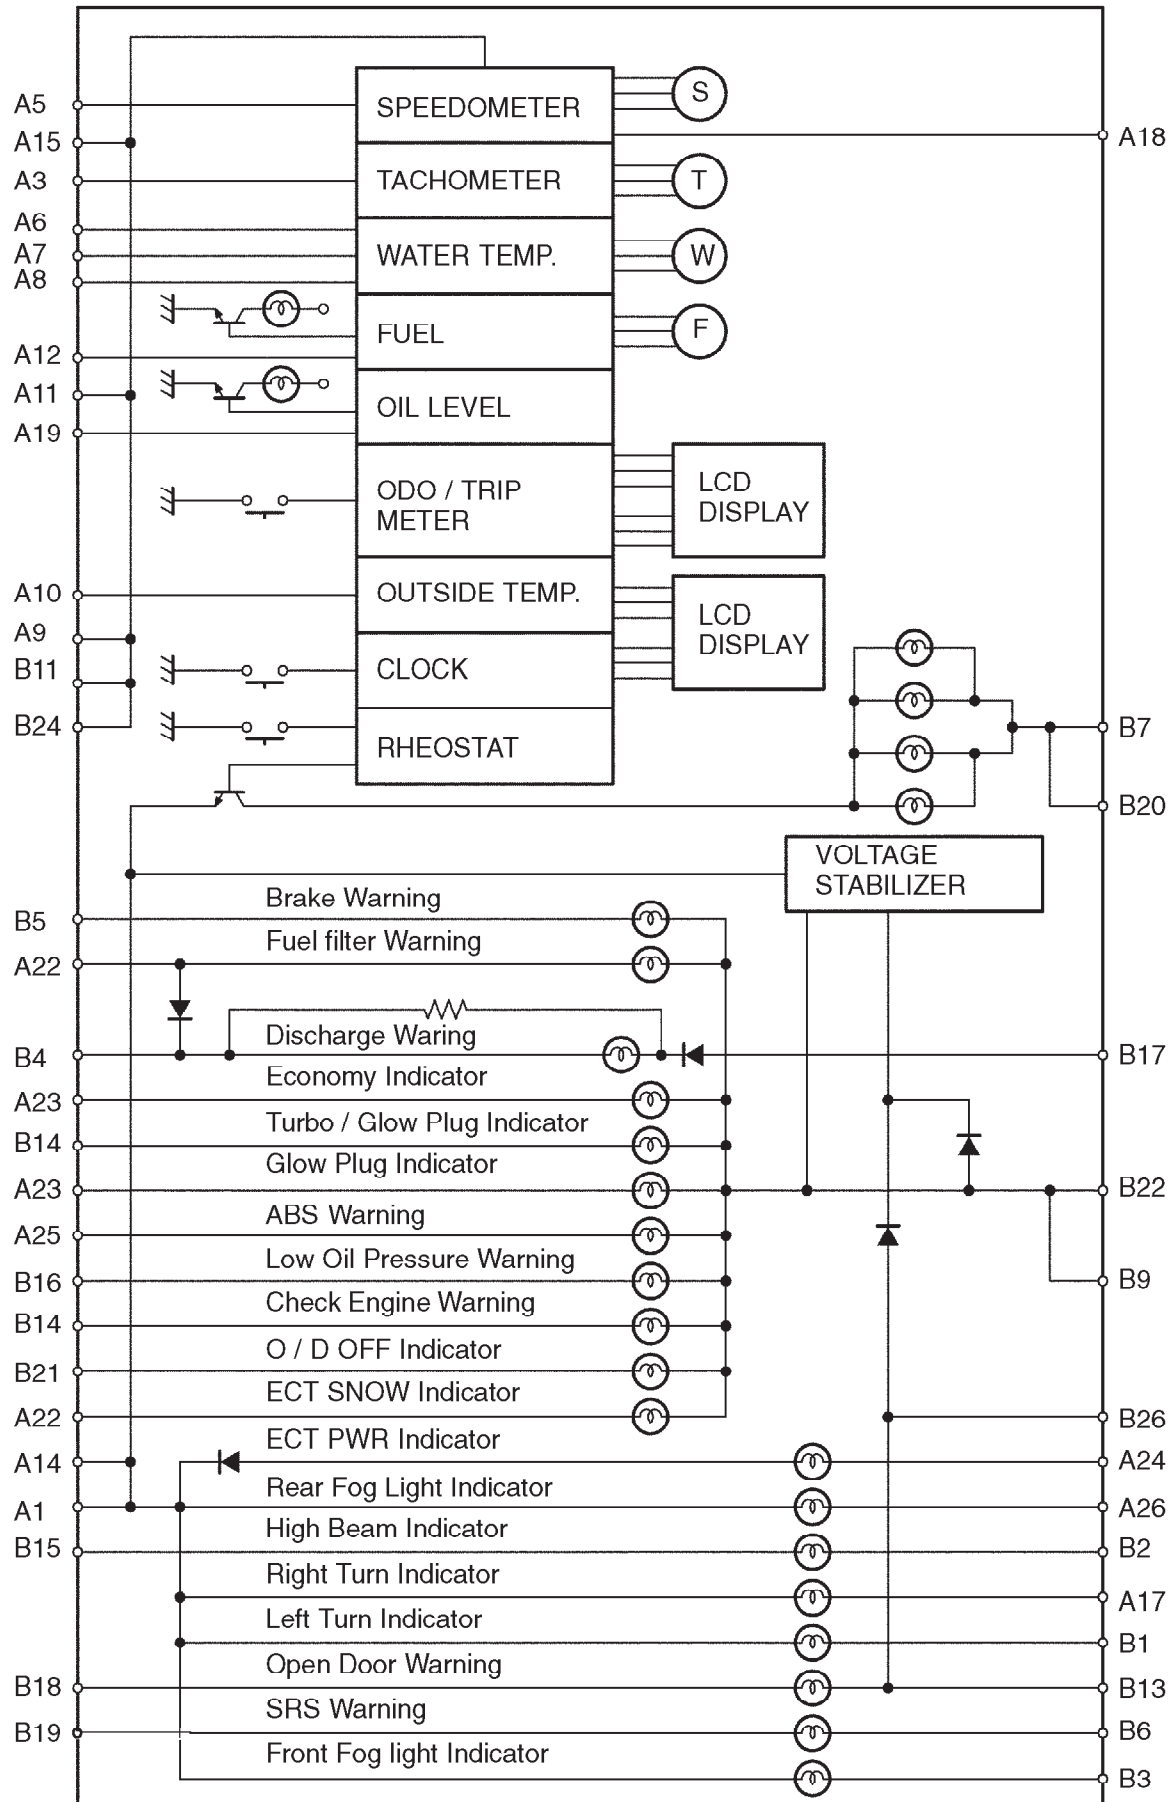 A5
SPEEDOMETER
S
A15
A18
A3
TACHOMETER
T
A6
A7
WATER TEMP.
W
A8
FUEL
F
A12
A11
OIL LEVEL
A19
ODO / TRIP
METER
LCD
DISPLAY
A10
OUTSIDE TEMP.
LCD
DISPLAY
A9
B11
CLOCK
B24
RHEOSTAT
B7
B20
VOLTAGE
STABILIZER
Brake Warning
B5
Fuel filter Warning
A22
Discharge Waring
B4
B17
Economy Indicator
A23
Turbo / Glow Plug Indicator
B14
Glow Plug Indicator
A23
B22
ABS Warning
A25
Low Oil Pressure Warning
B16
B9
Check Engine Warning
B14
O / D OFF Indicator
B21
ECT SNOW Indicator
A22
B26
ECT PWR Indicator
A14
A24
Rear Fog Light Indicator
A1
A26
High Beam Indicator
B15
B2
Right Turn Indicator
A17
Left Turn Indicator
B1
Open Door Warning
B18
B13
SRS Warning
B19
B6
Front Fog light Indicator
B3